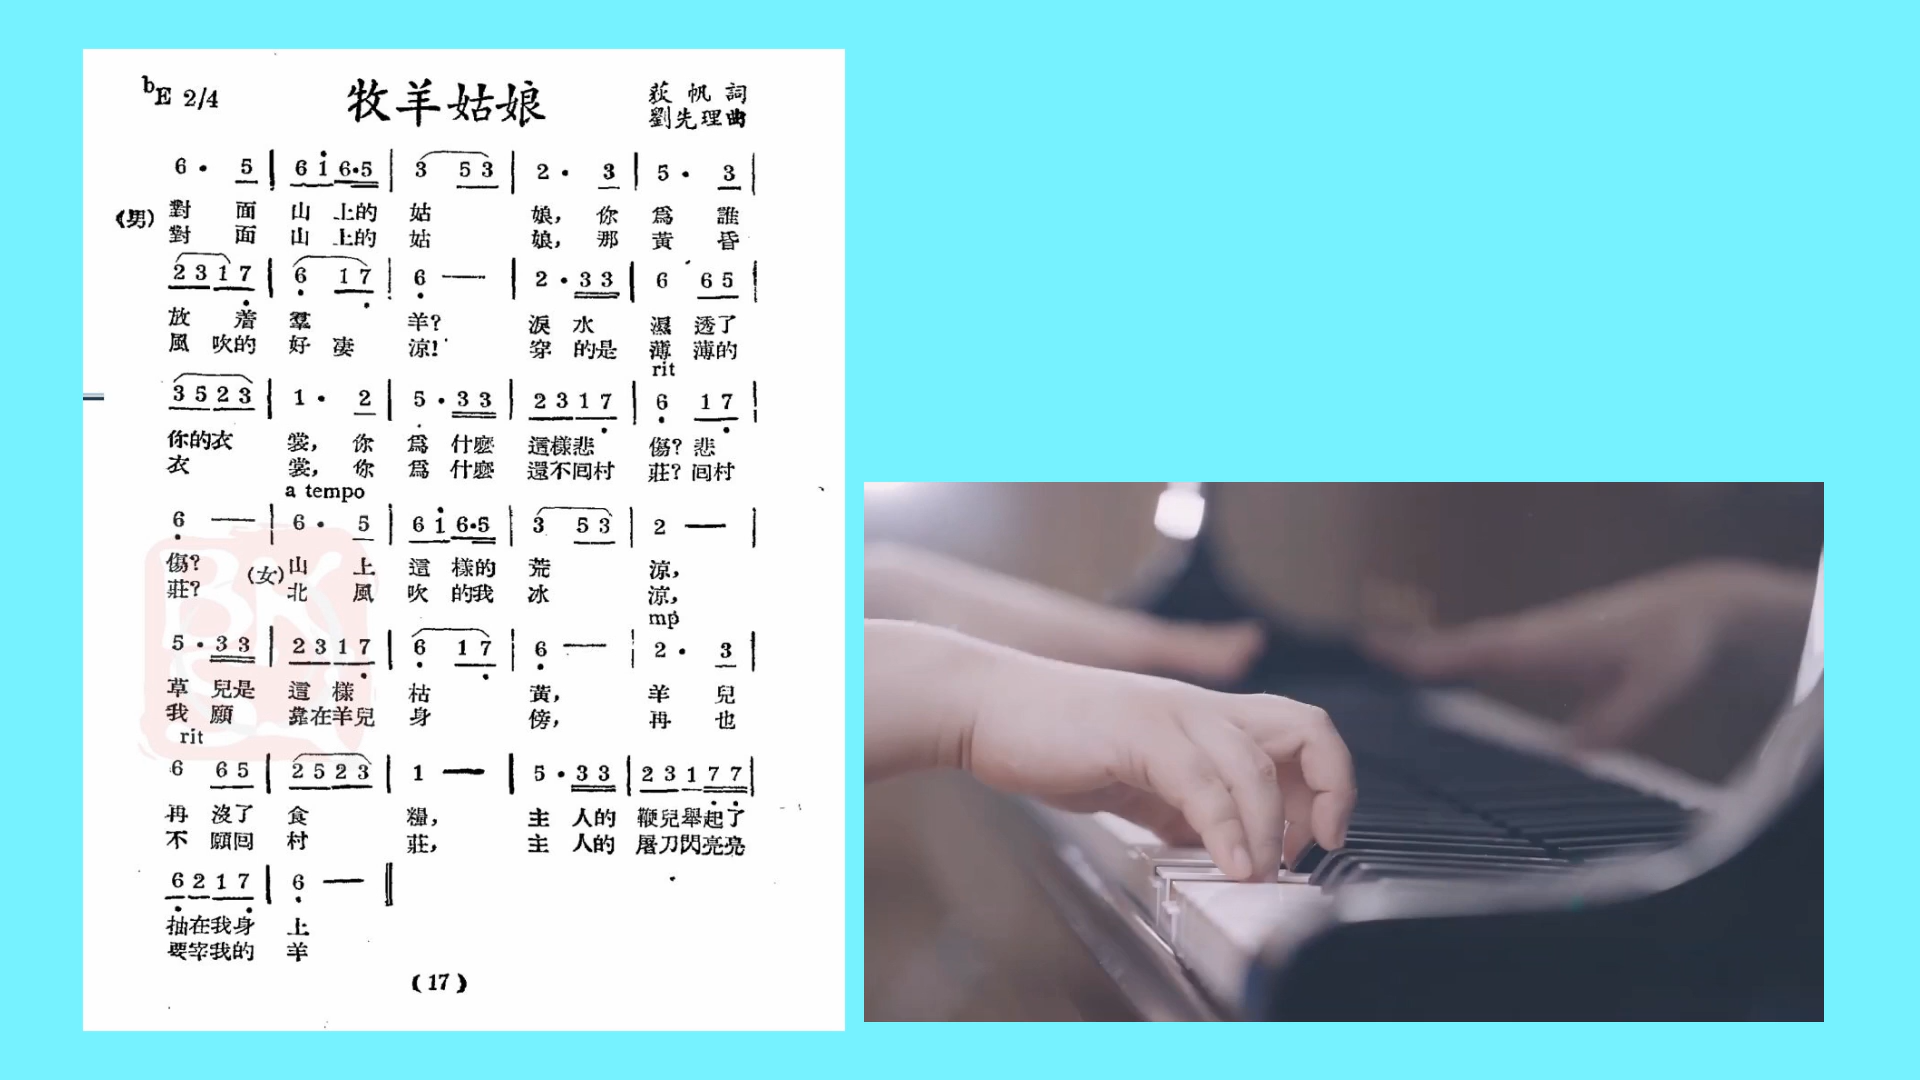 bE 2/4
牧羊姑娘
荻帆詞
劉先理曲
6 · 5 | 6 i 6·5 | 3 5 3 | 2 · 3 | 5 · 3 |
(男) 對 面 山 上的 姑 娘, 你 爲 誰
對 面 山 上的 姑 娘, 那 黃 昏
2 3 1 7 | 6 1 7 | 6 — | 2 · 3 3 | 6 6 5 |
放 着 羣 羊? 淚 水 濕 透了
風 吹的 好 凄 涼! 穿 的是 薄 薄的
rit
3 5 2 3 | 1 · 2 | 5 · 3 3 | 2 3 1 7 | 6 1 7 |
你的衣 裳, 你 爲 什麽 這樣悲 傷? 悲
衣 裳, 你 爲 什麽 還不囘村 莊? 囘村
a tempo
6 — | 6 · 5 | 6 i 6·5 | 3 5 3 | 2 — |
傷? (女) 山 上 這 樣的 荒 涼,
莊? 北 風 吹 的我 冰 涼,
mp
5 · 3 3 | 2 3 1 7 | 6 1 7 | 6 — | 2 · 3 |
草 兒是 這 樣 枯 黃, 羊 兒
我 願 靠在羊兒 身 傍, 再 也
rit
6 6 5 | 2 5 2 3 | 1 — | 5 · 3 3 | 2 3 1 7 7 |
再 沒了 食 糧, 主 人的 鞭兒舉起了
不 願囘 村 莊, 主 人的 屠刀閃亮亮
6 2 1 7 | 6 —
抽在我身 上
要宰我的 羊
(17)